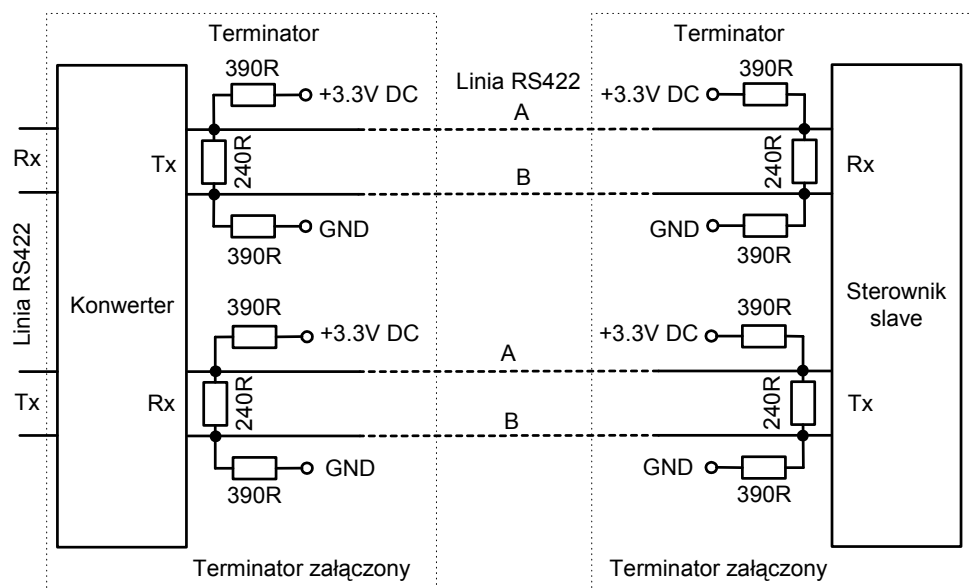 Terminator
Terminator
390R
+3.3V DC
Linia RS422
390R
+3.3V DC
A
Rx
Tx
240R
240R
Rx
B
GND
390R
GND
390R
Linia RS422
Konwerter
Sterownik
slave
390R
+3.3V DC
390R
+3.3V DC
A
Tx
Rx
240R
240R
Tx
B
GND
390R
GND
390R
Terminator załączony
Terminator załączony